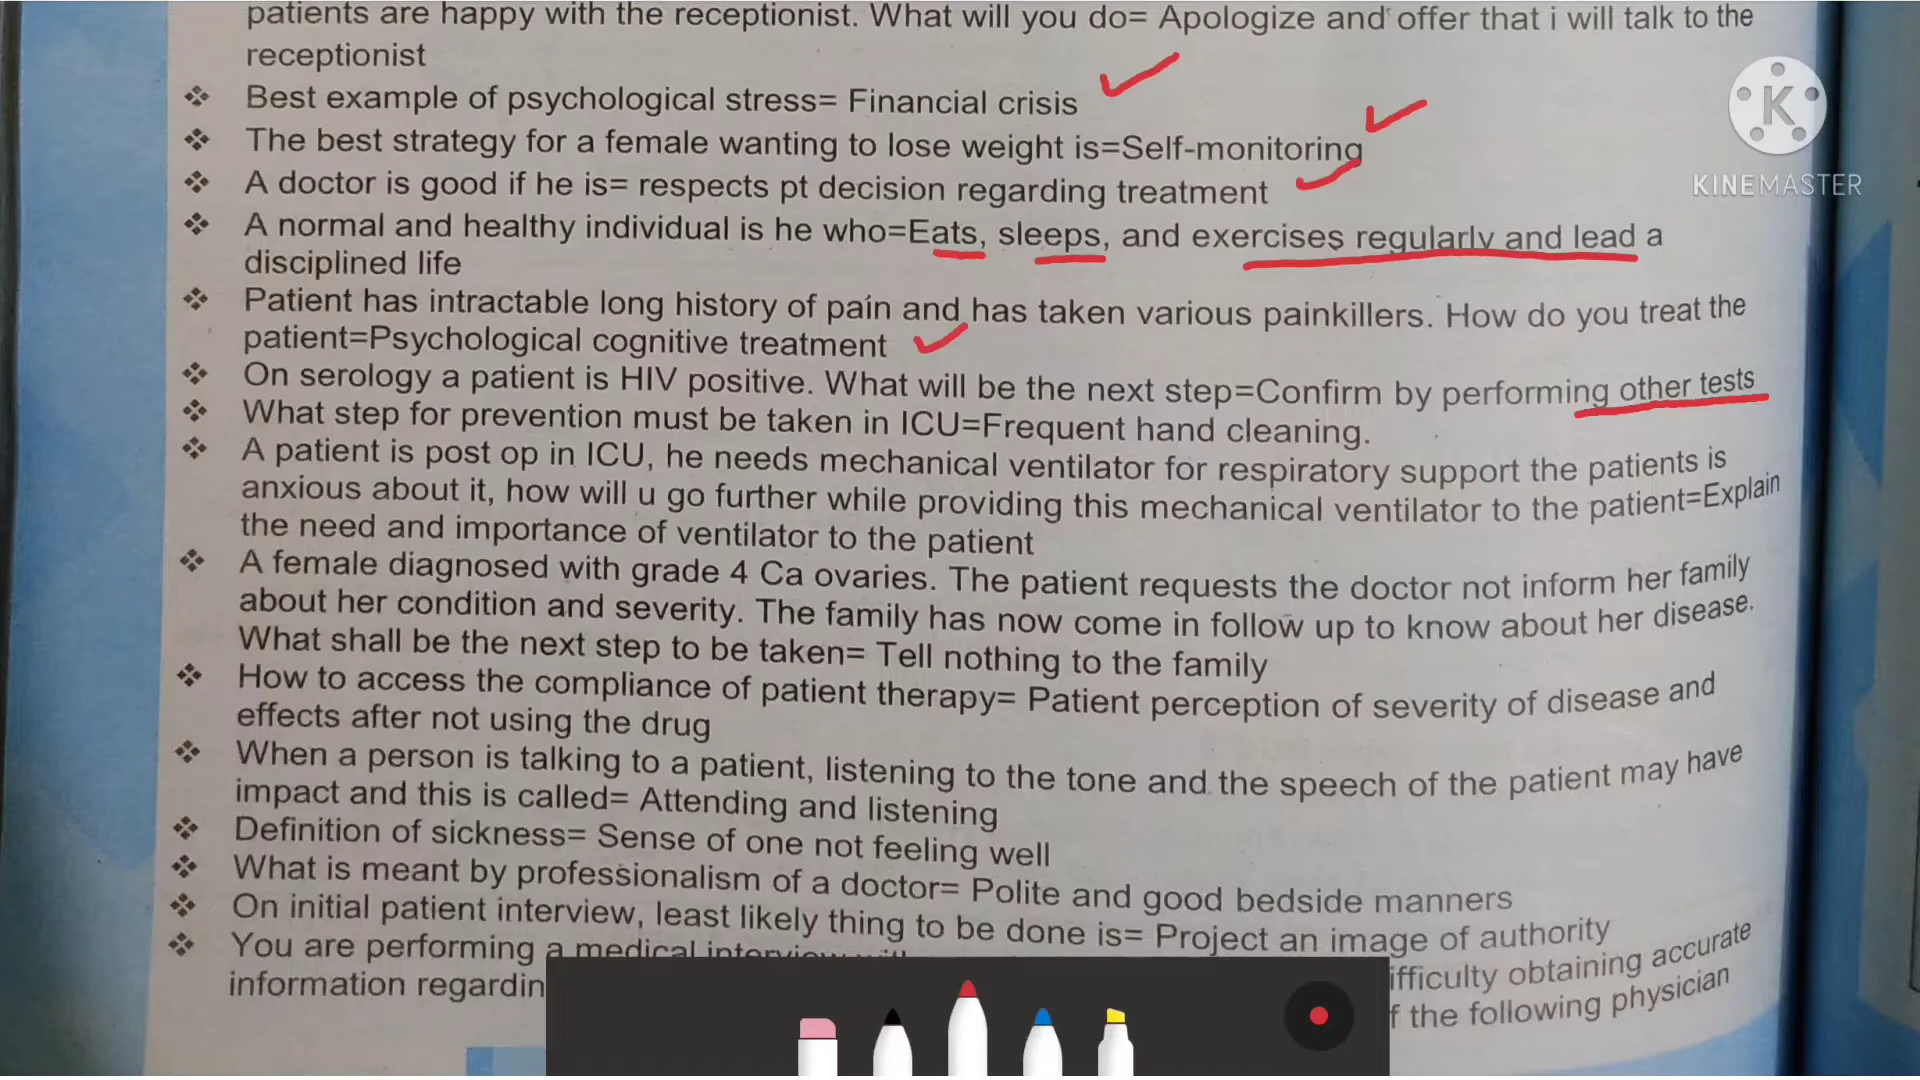 patients are happy with the receptionist. What will you do= Apologize and offer that i will talk to the
receptionist
❖ Best example of psychological stress= Financial crisis
❖ The best strategy for a female wanting to lose weight is=Self-monitoring
❖ A doctor is good if he is= respects pt decision regarding treatment
❖ A normal and healthy individual is he who=Eats, sleeps, and exercises regularly and lead a
disciplined life
❖ Patient has intractable long history of pain and has taken various painkillers. How do you treat the
patient=Psychological cognitive treatment
❖ On serology a patient is HIV positive. What will be the next step=Confirm by performing other tests
❖ What step for prevention must be taken in ICU=Frequent hand cleaning.
❖ A patient is post op in ICU, he needs mechanical ventilator for respiratory support the patients is
anxious about it, how will u go further while providing this mechanical ventilator to the patient=Explain
the need and importance of ventilator to the patient
❖ A female diagnosed with grade 4 Ca ovaries. The patient requests the doctor not inform her family
about her condition and severity. The family has now come in follow up to know about her disease.
What shall be the next step to be taken= Tell nothing to the family
❖ How to access the compliance of patient therapy= Patient perception of severity of disease and
effects after not using the drug
❖ When a person is talking to a patient, listening to the tone and the speech of the patient may have
impact and this is called= Attending and listening
❖ Definition of sickness= Sense of one not feeling well
❖ What is meant by professionalism of a doctor= Polite and good bedside manners
❖ On initial patient interview, least likely thing to be done is= Project an image of authority
❖ You are performing a medical interview
ifficulty obtaining accurate
information regardin
f the following physician
K
KINEMASTER